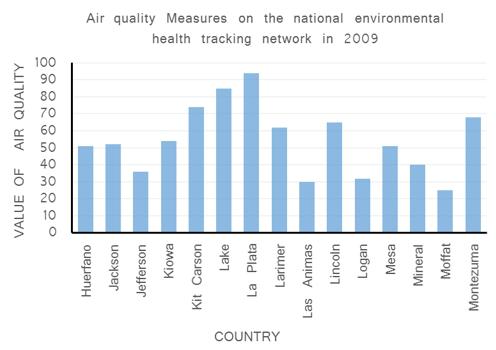 Air quality Measures on the national environmental
health tracking network in 2009
VALUE OF AIR QUALITY
100
90
80
70
60
50
40
30
20
10
0
Huerfano
Jackson
Jefferson
Kiowa
Kit Carson
Lake
La Plata
Larimer
Las Animas
Lincoln
Logan
Mesa
Mineral
Moffat
Montezuma
COUNTRY